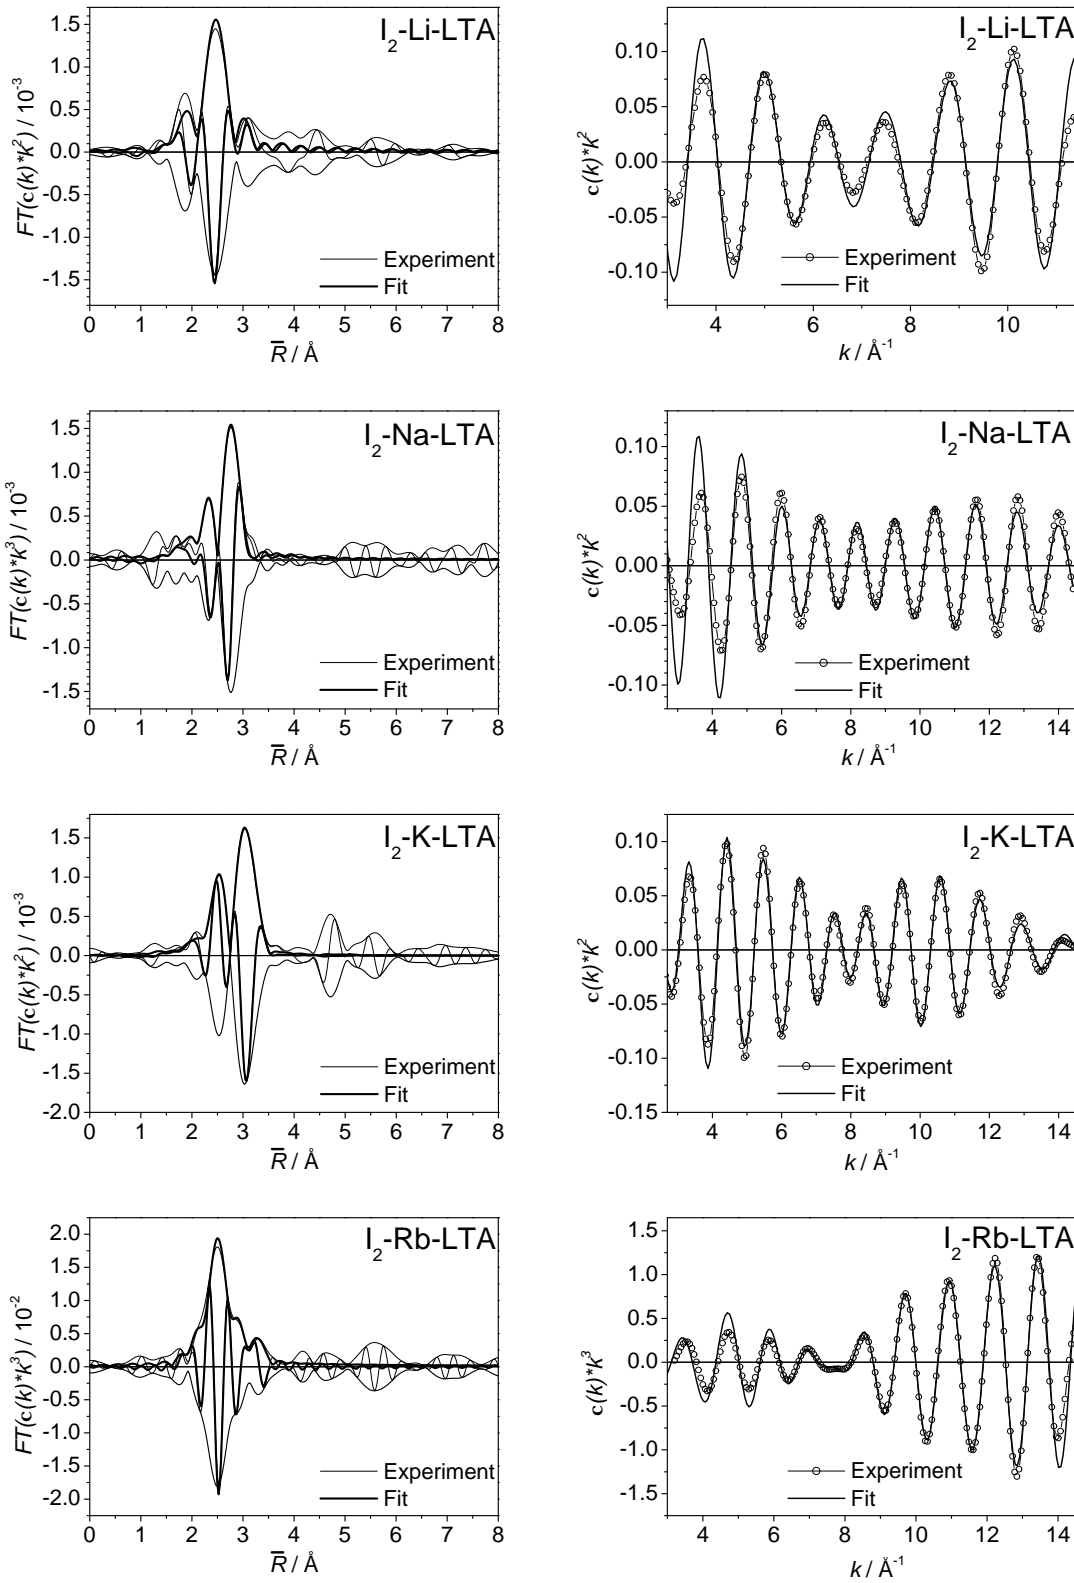 I2-Li-LTA
FT(c(k)*k²) / 10⁻³
1.5
1.0
0.5
0.0
-0.5
-1.0
-1.5
Experiment
Fit
0 1 2 3 4 5 6 7 8
R̄ / Å
I2-Li-LTA
c(k)*k²
0.10
0.05
0.00
-0.05
-0.10
Experiment
Fit
4 6 8 10
k / Å⁻¹
I2-Na-LTA
FT(c(k)*k³) / 10⁻³
1.5
1.0
0.5
0.0
-0.5
-1.0
-1.5
Experiment
Fit
0 1 2 3 4 5 6 7 8
R̄ / Å
I2-Na-LTA
c(k)*k²
0.10
0.05
0.00
-0.05
-0.10
Experiment
Fit
4 6 8 10 12 14
k / Å⁻¹
I2-K-LTA
FT(c(k)*k²) / 10⁻³
1.5
1.0
0.5
0.0
-0.5
-1.0
-1.5
-2.0
Experiment
Fit
0 1 2 3 4 5 6 7 8
R̄ / Å
I2-K-LTA
c(k)*k²
0.10
0.05
0.00
-0.05
-0.10
-0.15
Experiment
Fit
4 6 8 10 12 14
k / Å⁻¹
I2-Rb-LTA
FT(c(k)*k³) / 10⁻²
2.0
1.5
1.0
0.5
0.0
-0.5
-1.0
-1.5
-2.0
Experiment
Fit
0 1 2 3 4 5 6 7 8
R̄ / Å
I2-Rb-LTA
c(k)*k³
1.5
1.0
0.5
0.0
-0.5
-1.0
-1.5
Experiment
Fit
4 6 8 10 12 14
k / Å⁻¹